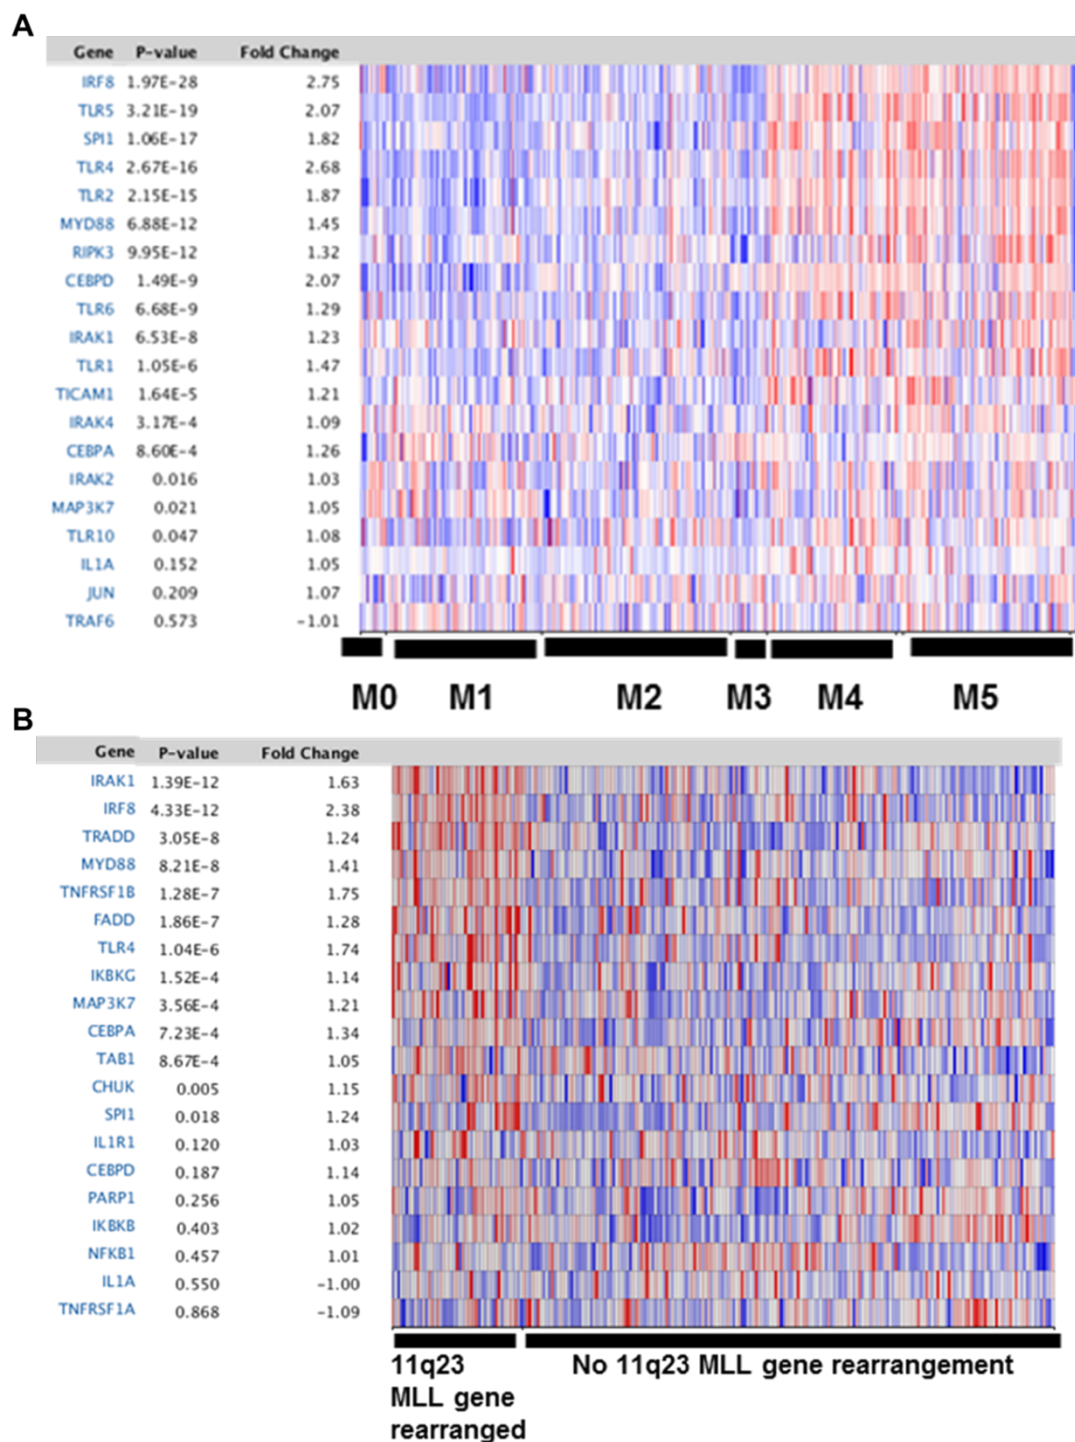 A
Gene P-value Fold Change
IRF8 1.97E-28 2.75
TLR5 3.21E-19 2.07
SPI1 1.06E-17 1.82
TLR4 2.67E-16 2.68
TLR2 2.15E-15 1.87
MYD88 6.88E-12 1.45
RIPK3 9.95E-12 1.32
CEBPD 1.49E-9 2.07
TLR6 6.68E-9 1.29
IRAK1 6.53E-8 1.23
TLR1 1.05E-6 1.47
TICAM1 1.64E-5 1.21
IRAK4 3.17E-4 1.09
CEBPA 8.60E-4 1.26
IRAK2 0.016 1.03
MAP3K7 0.021 1.05
TLR10 0.047 1.08
IL1A 0.152 1.05
JUN 0.209 1.07
TRAF6 0.573 -1.01
M0 M1 M2 M3 M4 M5
B
Gene P-value Fold Change
IRAK1 1.39E-12 1.63
IRF8 4.33E-12 2.38
TRADD 3.05E-8 1.24
MYD88 8.21E-8 1.41
TNFRSF1B 1.28E-7 1.75
FADD 1.86E-7 1.28
TLR4 1.04E-6 1.74
IKBKG 1.52E-4 1.14
MAP3K7 3.56E-4 1.21
CEBPA 7.23E-4 1.34
TAB1 8.67E-4 1.05
CHUK 0.005 1.15
SPI1 0.018 1.24
IL1R1 0.120 1.03
CEBPD 0.187 1.14
PARP1 0.256 1.05
IKBKB 0.403 1.02
NFKB1 0.457 1.01
IL1A 0.550 -1.00
TNFRSF1A 0.868 -1.09
11q23 No 11q23 MLL gene rearrangement
MLL gene
rearranged